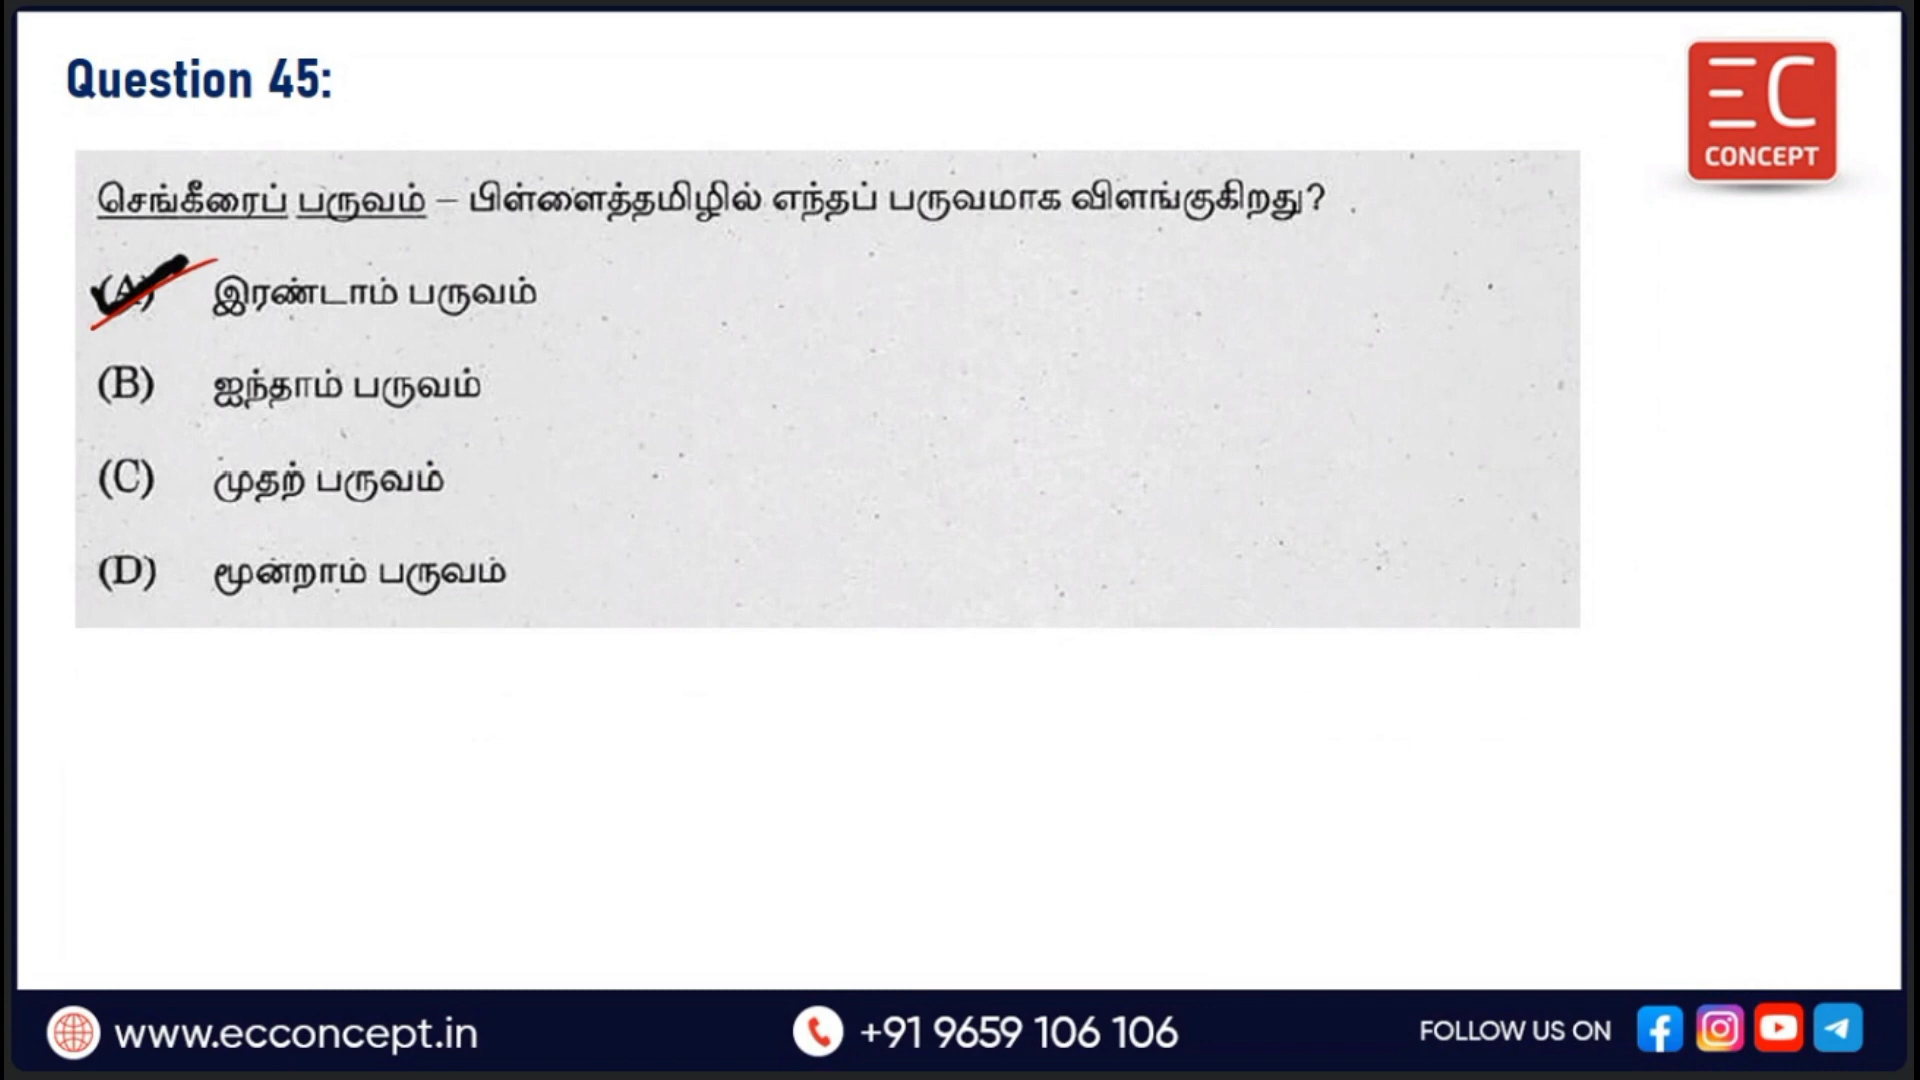 Question 45:
EC
CONCEPT
செங்கீரைப் பருவம் – பிள்ளைத்தமிழில் எந்தப் பருவமாக விளங்குகிறது?
(A) இரண்டாம் பருவம்
(B) ஐந்தாம் பருவம்
(C) முதற் பருவம்
(D) மூன்றாம் பருவம்
www.ecconcept.in
+91 9659 106 106
FOLLOW US ON